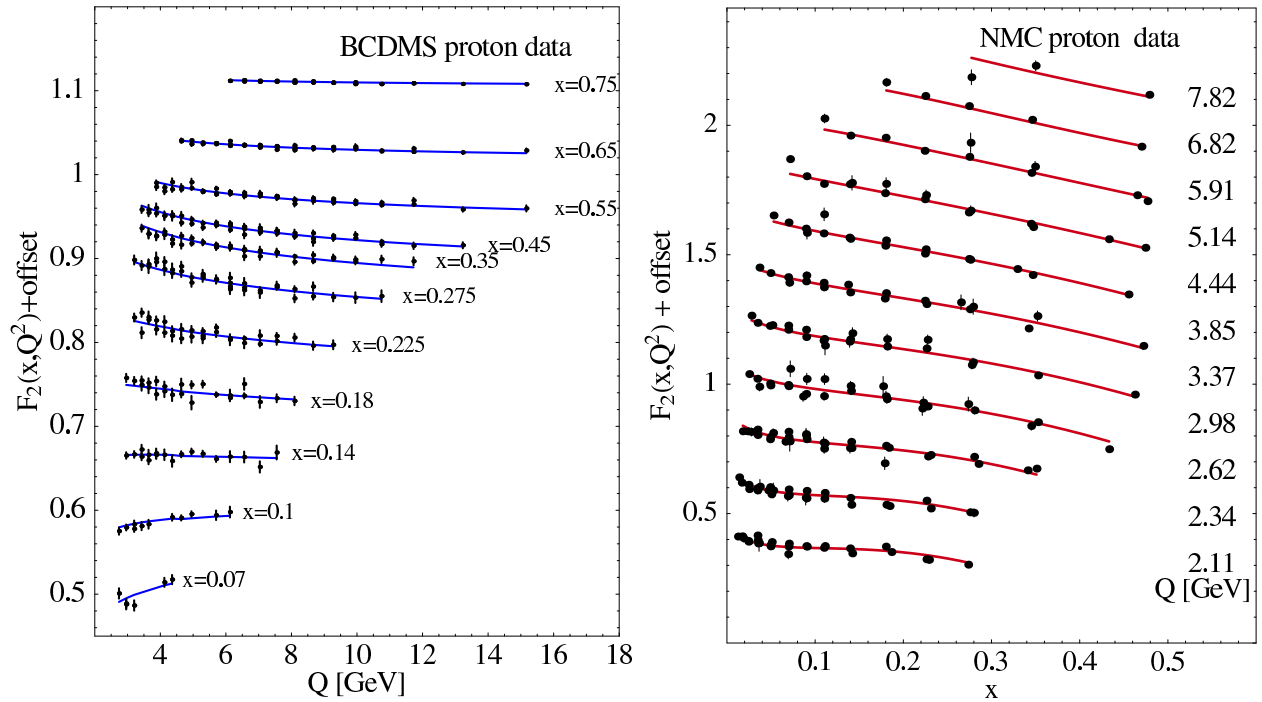 BCDMS proton data
1.1
1
0.9
0.8
0.7
0.6
0.5
F2(x,Q2)+offset
x=0.75
x=0.65
x=0.55
x=0.45
x=0.35
x=0.275
x=0.225
x=0.18
x=0.14
x=0.1
x=0.07
4 6 8 10 12 14 16 18
Q [GeV]
NMC proton data
2
1.5
1
0.5
F2(x,Q2) + offset
7.82
6.82
5.91
5.14
4.44
3.85
3.37
2.98
2.62
2.34
2.11
Q [GeV]
0.1 0.2 0.3 0.4 0.5
x